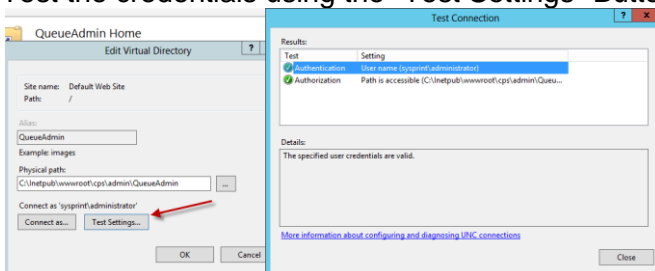 Test the credentials using the "Test Settings" Butto
QueueAdmin Home
Edit Virtual Directory
?
Site name: Default Web Site
Path: /
Alias:
QueueAdmin
Example: images
Physical path:
C:\Inetpub\wwwroot\cps\admin\QueueAdmin
...
Connect as 'sysprint\administrator'
Connect as...
Test Settings...
OK
Cancel
Test Connection
?
X
Results:
Test Setting
Authentication User name (sysprint\administrator)
Authorization Path is accessible (C:\Inetpub\wwwroot\cps\admin\Queu...
Details:
The specified user credentials are valid.
More information about configuring and diagnosing UNC connections
Close